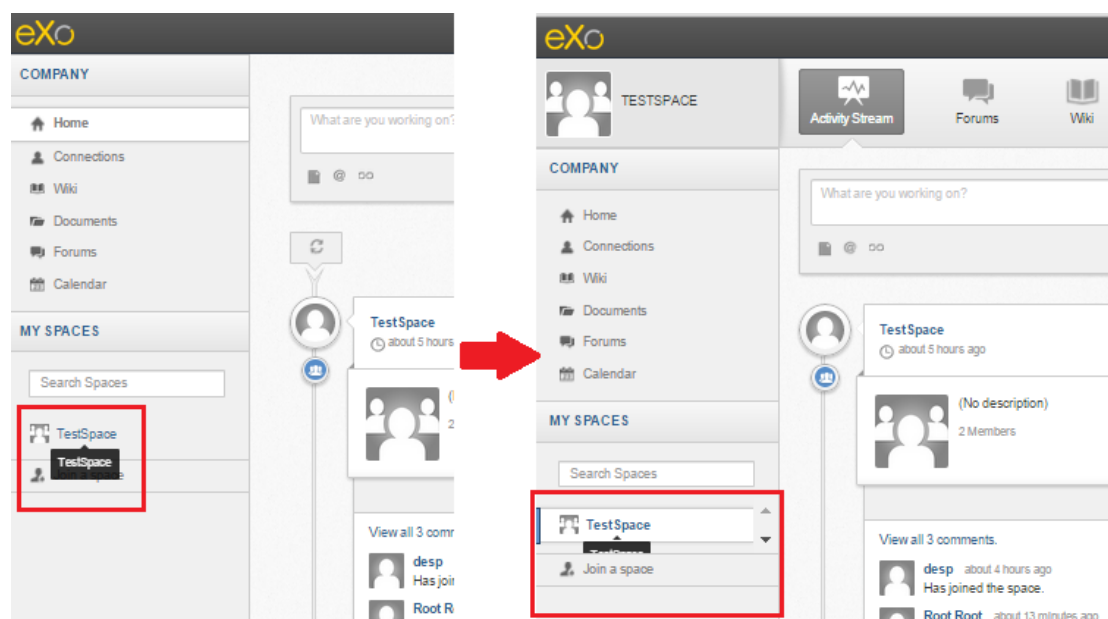 eXo
COMPANY
Home
Connections
Wiki
Documents
Forums
Calendar
MY SPACES
Search Spaces
TestSpace
TestSpace
Join a space
What are you working on?
@
TestSpace
about 5 hours
(
2
View all 3 comm
desp
Has join
Root R
eXo
TESTSPACE
Activity Stream
Forums
Wiki
COMPANY
Home
Connections
Wiki
Documents
Forums
Calendar
MY SPACES
Search Spaces
TestSpace
TestSpace
Join a space
What are you working on?
@
TestSpace
about 5 hours ago
(No description)
2 Members
View all 3 comments.
desp about 4 hours ago
Has joined the space.
Root Root about 13 minutes ago